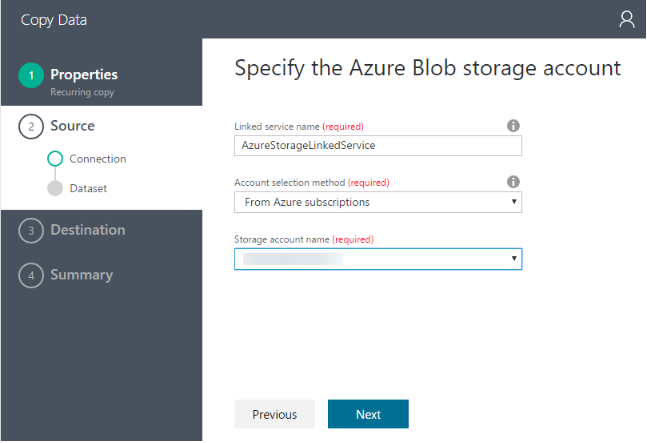 Copy Data
1 Properties
Recurring copy
2 Source
Connection
Dataset
3 Destination
4 Summary
Specify the Azure Blob storage account
Linked service name (required)
AzureStorageLinkedService
Account selection method (required)
From Azure subscriptions
Storage account name (required)
Previous Next